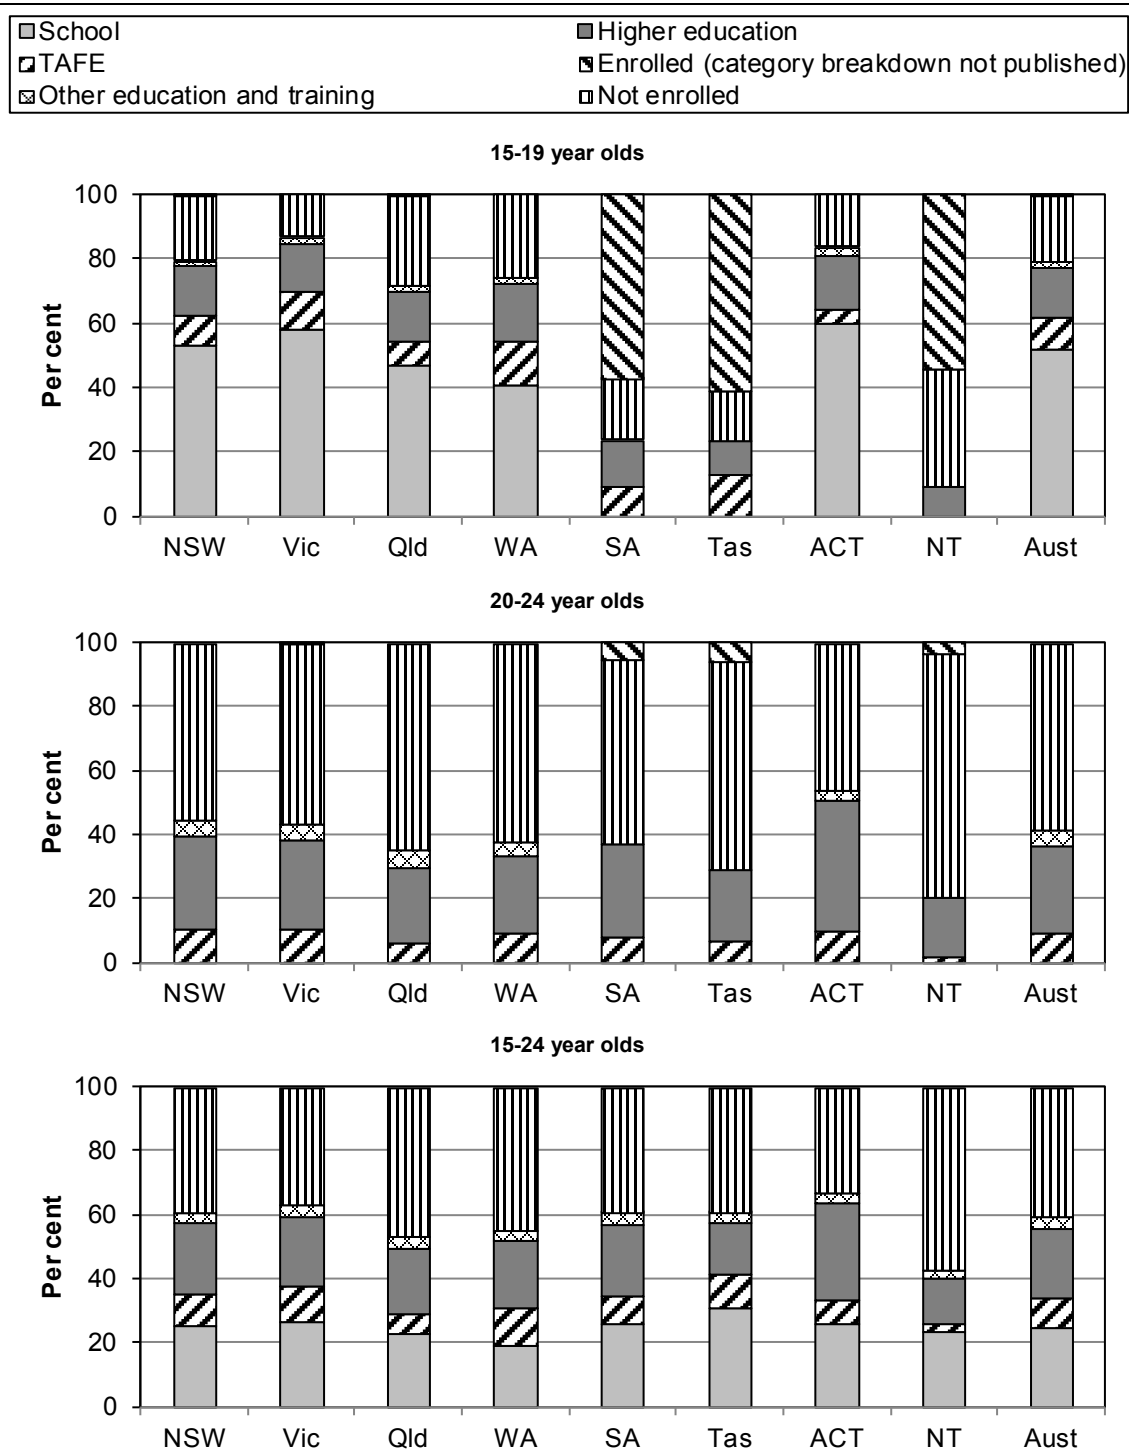 School Higher education
TAFE Enrolled (category breakdown not published)
Other education and training Not enrolled
15-19 year olds
100
80
60
40
20
0
Per cent
NSW Vic Qld WA SA Tas ACT NT Aust
20-24 year olds
100
80
60
40
20
0
Per cent
NSW Vic Qld WA SA Tas ACT NT Aust
15-24 year olds
100
80
60
40
20
0
Per cent
NSW Vic Qld WA SA Tas ACT NT Aust